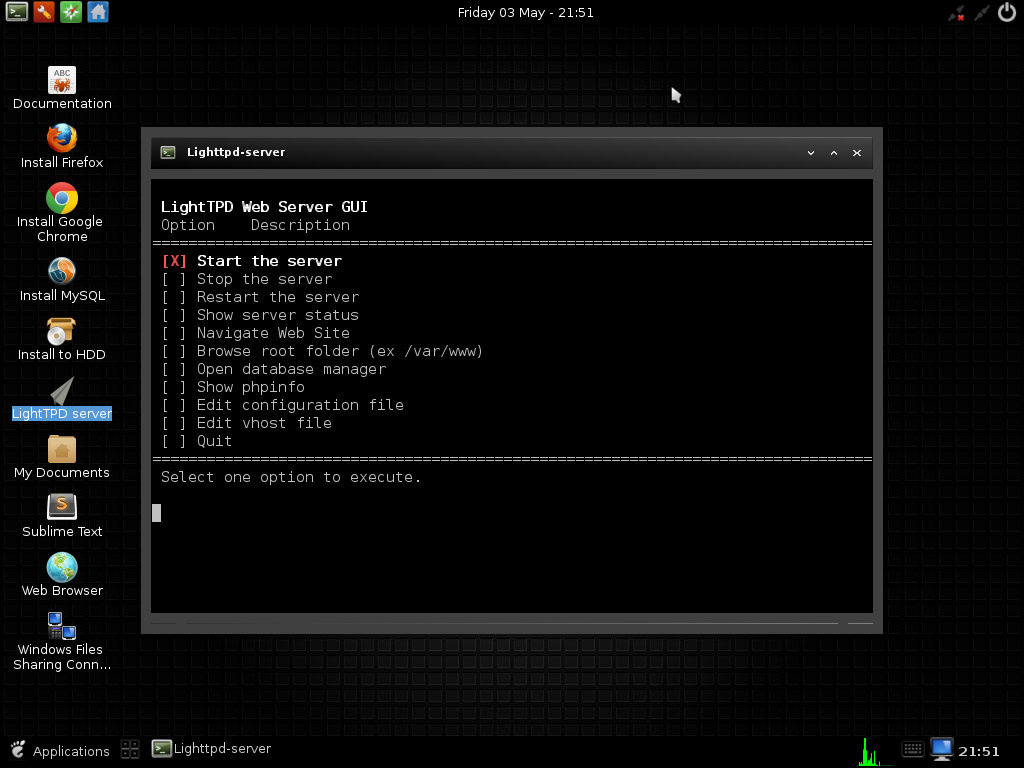 Friday 03 May - 21:51
ABC
Documentation
Install Firefox
Install Google
Chrome
Install MySQL
Install to HDD
LightTPD server
My Documents
S
Sublime Text
Web Browser
Windows Files
Sharing Conn...
Lighttpd-server
LightTPD Web Server GUI
Option Description
================================================================================
[X] Start the server
[ ] Stop the server
[ ] Restart the server
[ ] Show server status
[ ] Navigate Web Site
[ ] Browse root folder (ex /var/www)
[ ] Open database manager
[ ] Show phpinfo
[ ] Edit configuration file
[ ] Edit vhost file
[ ] Quit
================================================================================
Select one option to execute.
Applications
Lighttpd-server
21:51